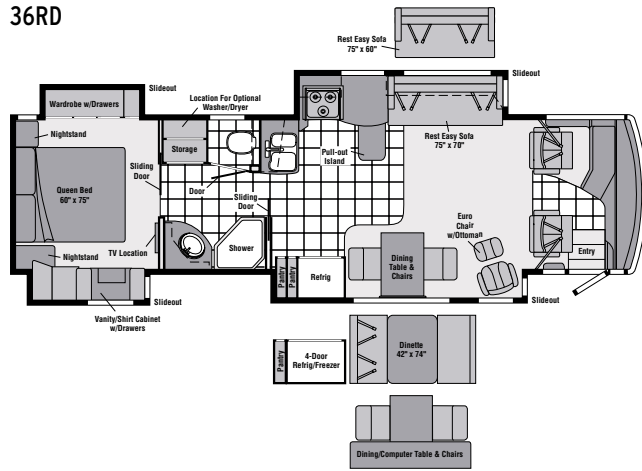 36RD
Rest Easy Sofa
75" x 60"
Slideout
Slideout
Wardrobe w/Drawers
Location For Optional
Washer/Dryer
Nightstand
Storage
Rest Easy Sofa
75" x 70"
Pull-out
Island
Sliding
Door
Door
Queen Bed
60" x 75"
Sliding
Door
Euro
Chair
w/Ottoman
Shower
Entry
Nightstand
TV Location
Dining
Table &
Chairs
Pantry
Pantry
Refrig
Slideout
Slideout
Vanity/Shirt Cabinet
w/Drawers
Pantry
4-Door
Refrig/Freezer
Dinette
42" x 74"
Dining/Computer Table & Chairs